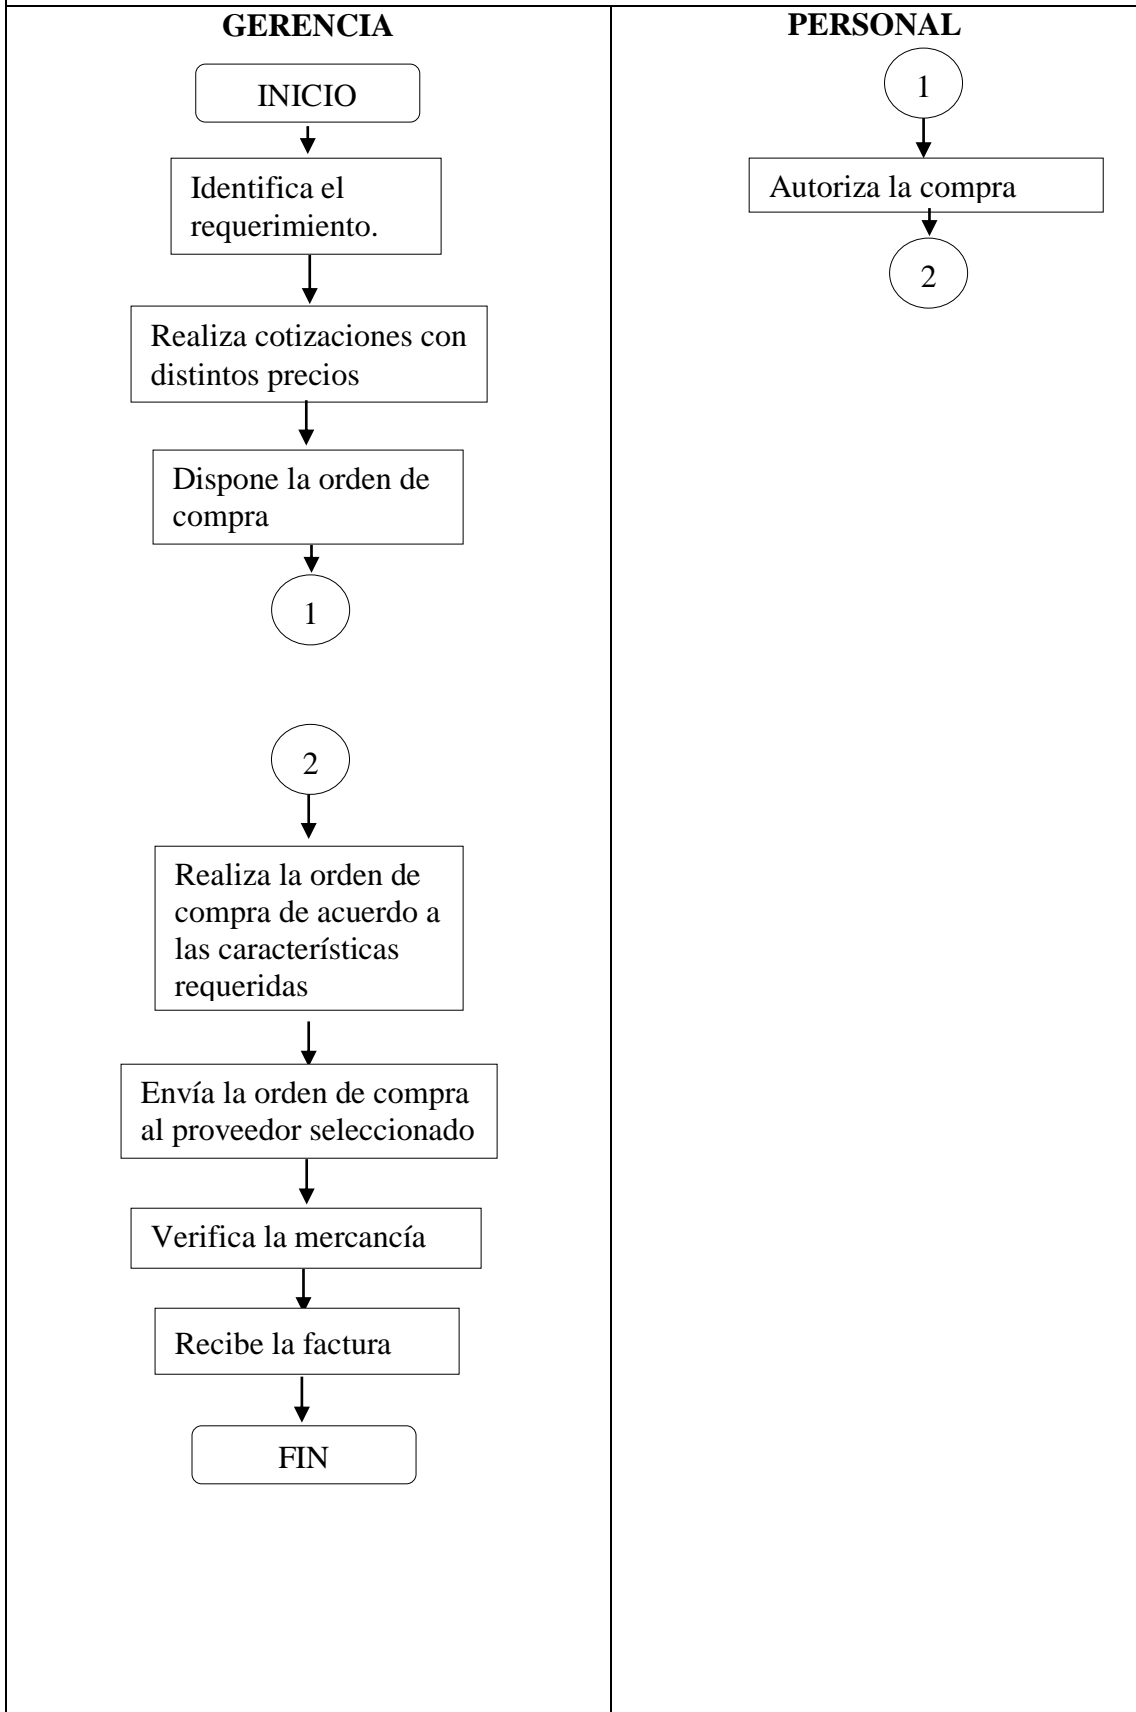 GERENCIA
INICIO
Identifica el
requerimiento.
Realiza cotizaciones con
distintos precios
Dispone la orden de
compra
1
2
Realiza la orden de
compra de acuerdo a
las características
requeridas
Envía la orden de compra
al proveedor seleccionado
Verifica la mercancía
Recibe la factura
FIN
PERSONAL
1
Autoriza la compra
2